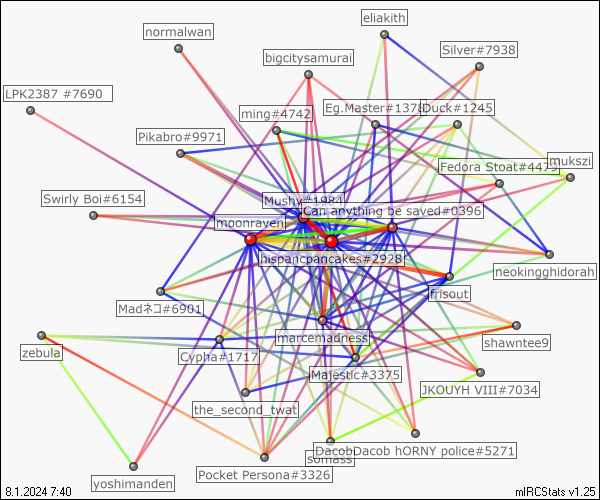 eliakith
normalwan
Silver#7938
bigcitysamurai
LPK2387 #7690
Eg.Master#1378
Duck#1245
ming#4742
Pikabro#9971
mukszi
Fedora Stoat#4479
Swirly Boi#6154
Mushy#1984
Can anything be saved#0396
moonraven
hispancpancakes#2928
neokingghidorah
frisout
Madネコ#6901
marcemadness
shawntee9
zebula
Cypha#1717
Majestic#3375
JKOUYH VIII#7034
the_second_twat
DacobDacob hORNY police#5271
somass
Pocket Persona#3326
yoshimanden
8.1.2024 7:40
mIRCStats v1.25